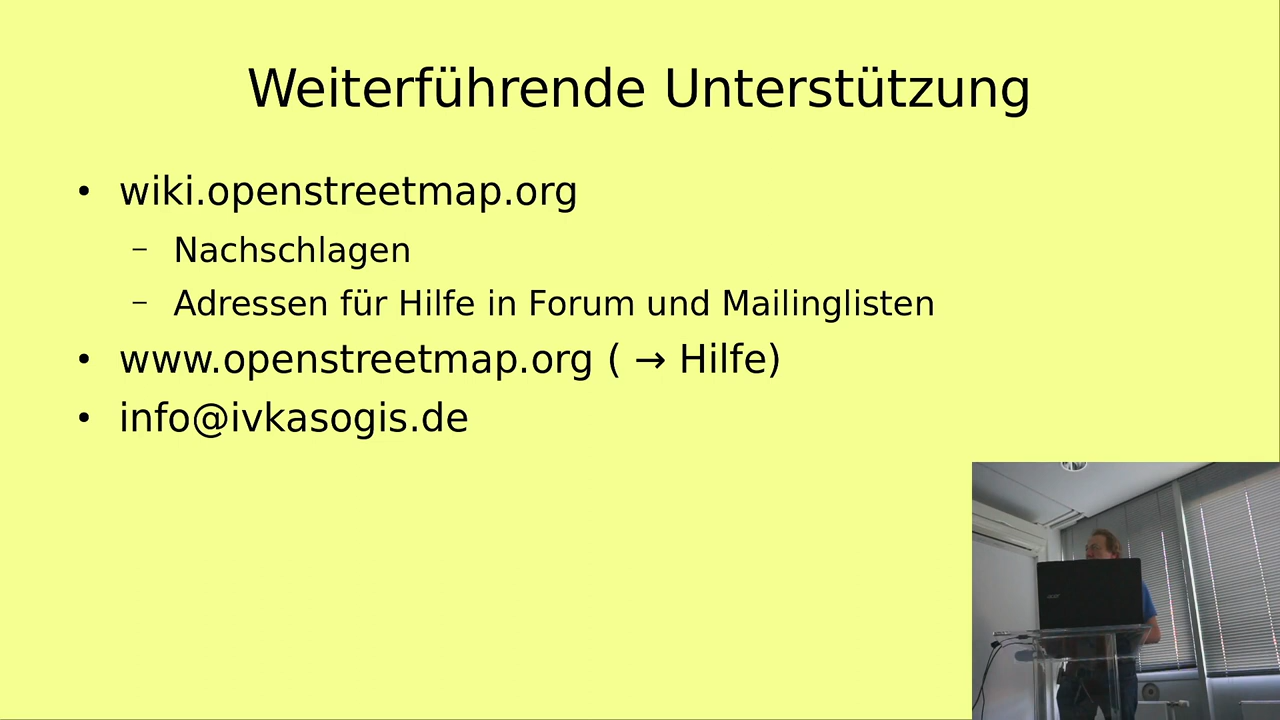 Weiterführende Unterstützung
• wiki.openstreetmap.org
– Nachschlagen
– Adressen für Hilfe in Forum und Mailinglisten
• www.openstreetmap.org ( → Hilfe)
• info@ivkasogis.de